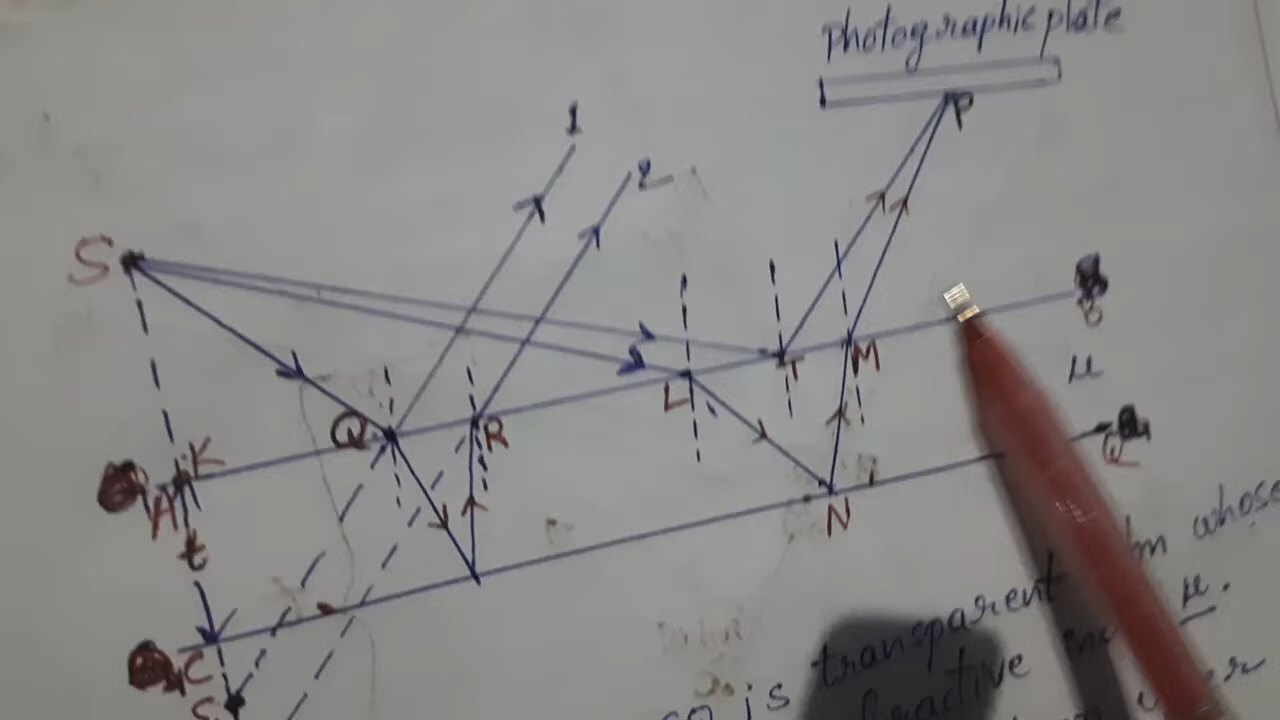 Photographic plate
P
1
2
S
B
T
M
L
μ
Q
R
K
A
t
N
C
S
whose
is transparent
μ.